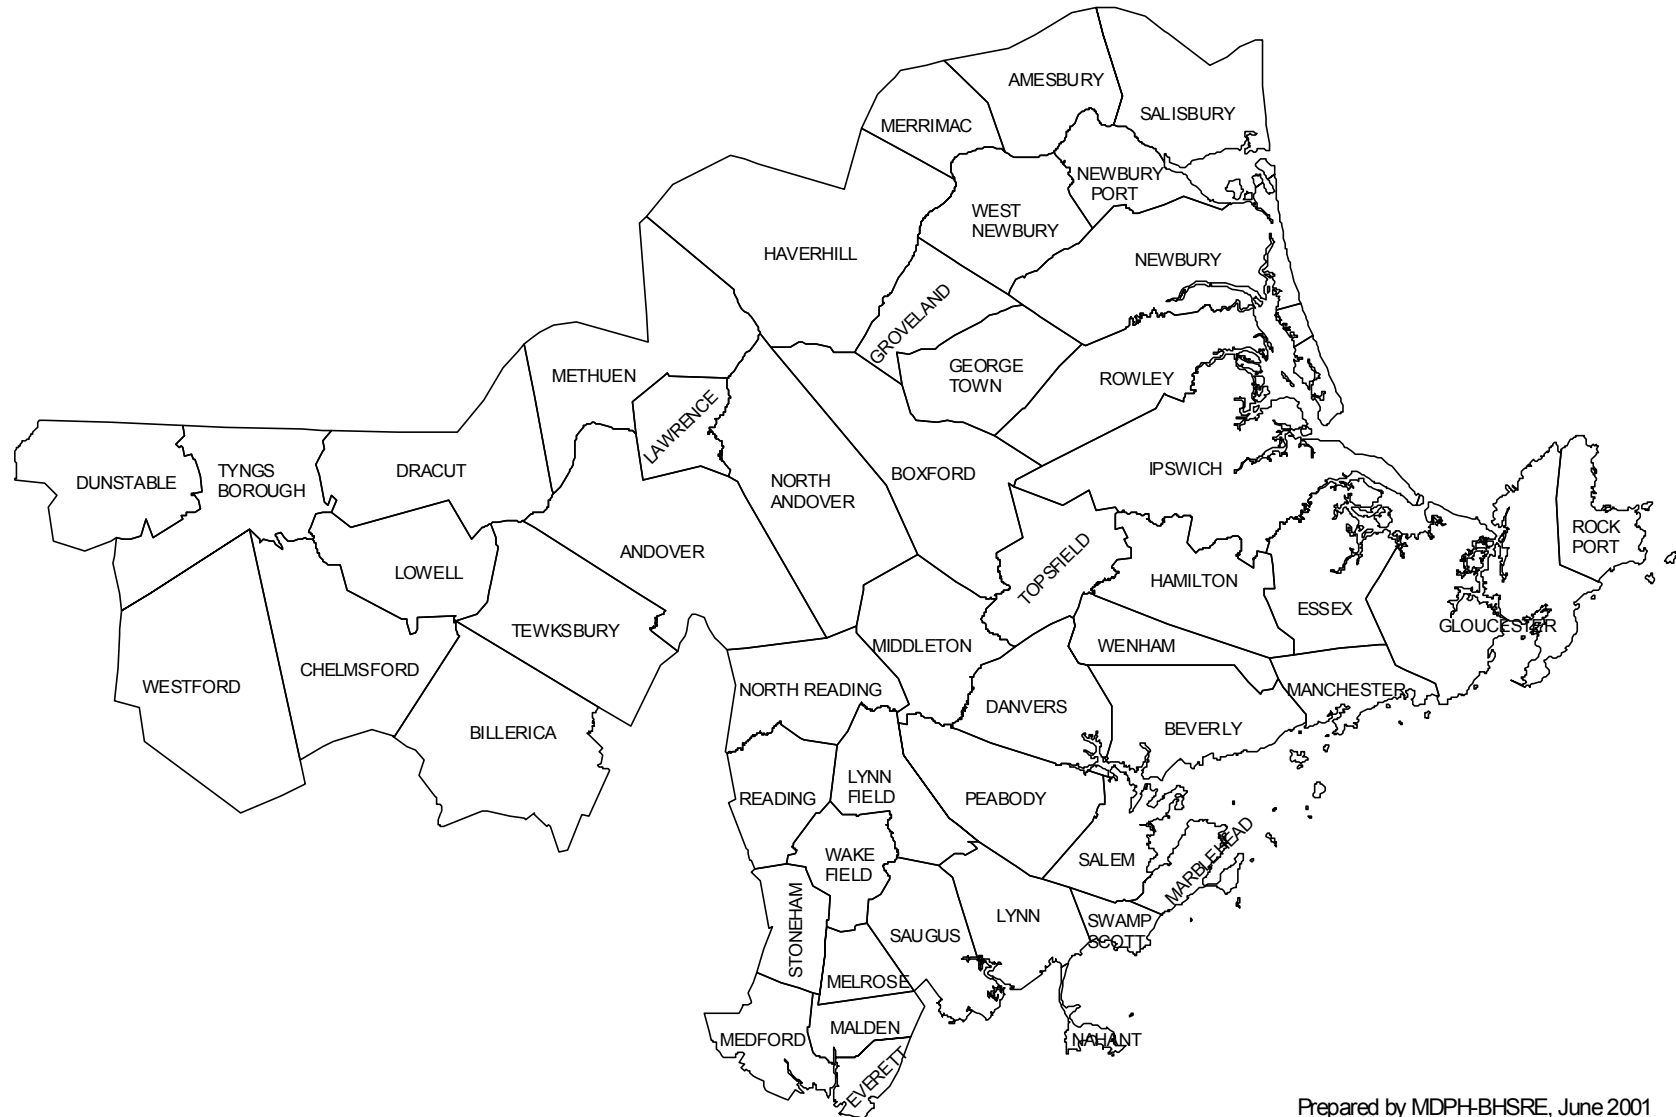 AMESBURY
SALISBURY
MERRIMAC
NEWBURY
PORT
WEST
NEWBURY
HAVERHILL
NEWBURY
GROVELAND
GEORGE
TOWN
ROWLEY
METHUEN
LAWRENCE
DUNSTABLE
TYNGS
BOROUGH
DRACUT
NORTH
ANDOVER
BOXFORD
IPSWICH
ROCK
PORT
ANDOVER
LOWELL
TOPSFIELD
HAMILTON
ESSEX
GLOUCESTER
TEWKSBURY
MIDDLETON
WENHAM
WESTFORD
CHELMSFORD
NORTH READING
MANCHESTER
DANVERS
BEVERLY
BILLERICA
READING
LYNN
FIELD
PEABODY
WAKE
FIELD
SALEM
MARBLEHEAD
STONEHAM
SAUGUS
LYNN
SWAMP
SCOTT
MELROSE
MEDFORD
MALDEN
NAHANT
EVERETT
Prepared by MDPH-BHSRE, June 2001